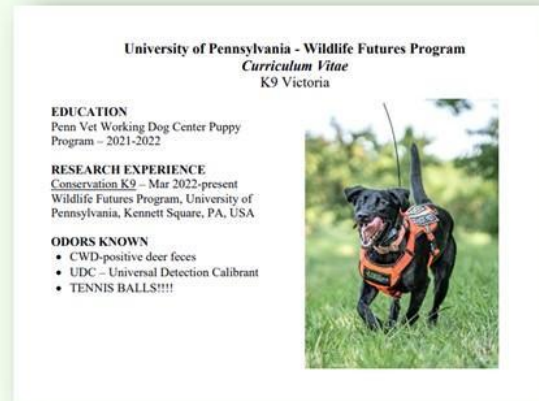 University of Pennsylvania - Wildlife Futures Program
Curriculum Vitae
K9 Victoria
EDUCATION
Penn Vet Working Dog Center Puppy
Program – 2021-2022
RESEARCH EXPERIENCE
Conservation K9 – Mar 2022-present
Wildlife Futures Program, University of
Pennsylvania, Kennett Square, PA, USA
ODORS KNOWN
• CWD-positive deer feces
• UDC – Universal Detection Calibrant
• TENNIS BALLS!!!!